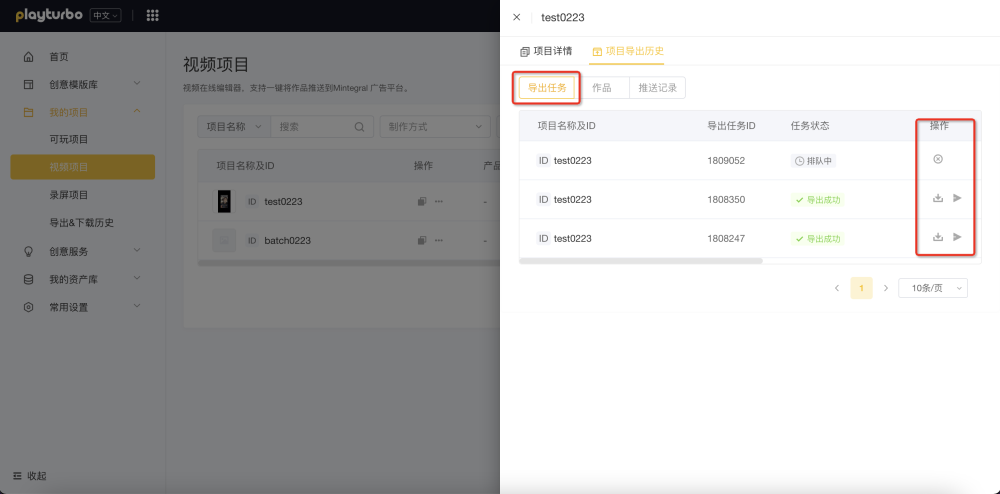 playturbo
中文
首页
创意模版库
我的项目
可玩项目
视频项目
录屏项目
导出&下载历史
创意服务
我的资产库
常用设置
收起
视频项目
视频在线编辑器，支持一键将作品推送到Mintegral 广告平台。
项目名称 搜索 制作方式
项目名称及ID 操作 产品
ID test0223 -
ID batch0223 -
test0223
项目详情 项目导出历史
导出任务 作品 推送记录
项目名称及ID 导出任务ID 任务状态 操作
ID test0223 1809052 排队中
ID test0223 1808350 导出成功
ID test0223 1808247 导出成功
1 10条/页